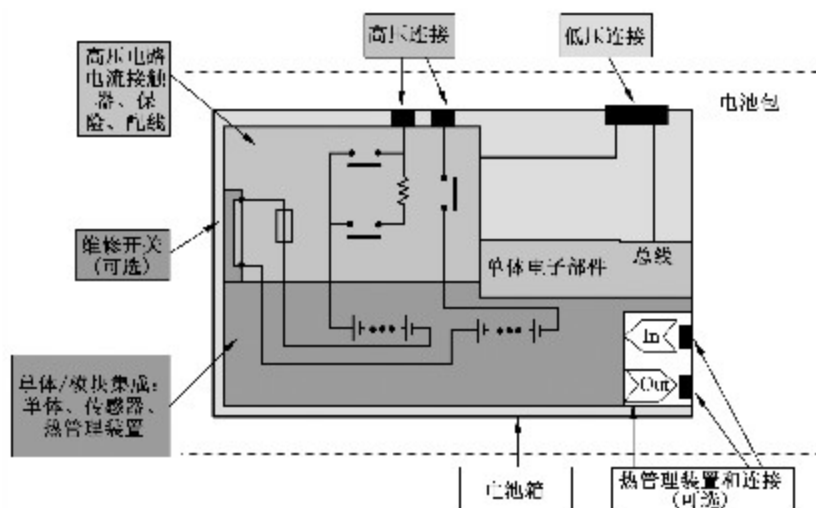 高压连接
低压连接
高压电路
电流接触
器、保
险、配线
电池包
维修开关
(可选)
单体电子部件
总线
In
Out
单体/模块集成:
单体、传感器、
热管理装置
电池箱
热管理装置和连接
(可选)